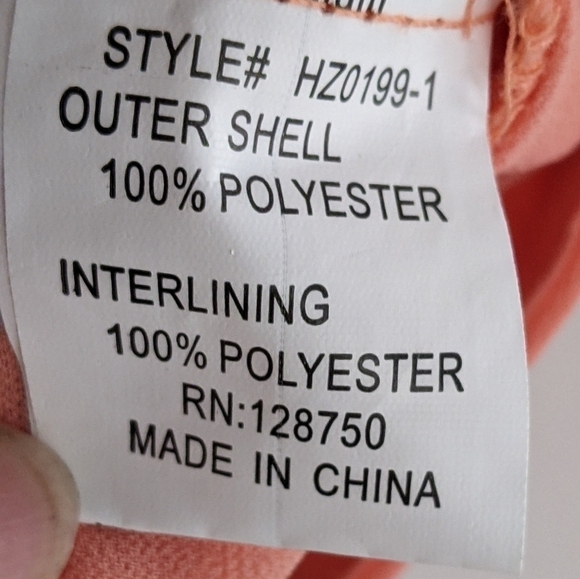 STYLE# HZ0199-1
OUTER SHELL
100% POLYESTER
INTERLINING
100% POLYESTER
RN:128750
MADE IN CHINA